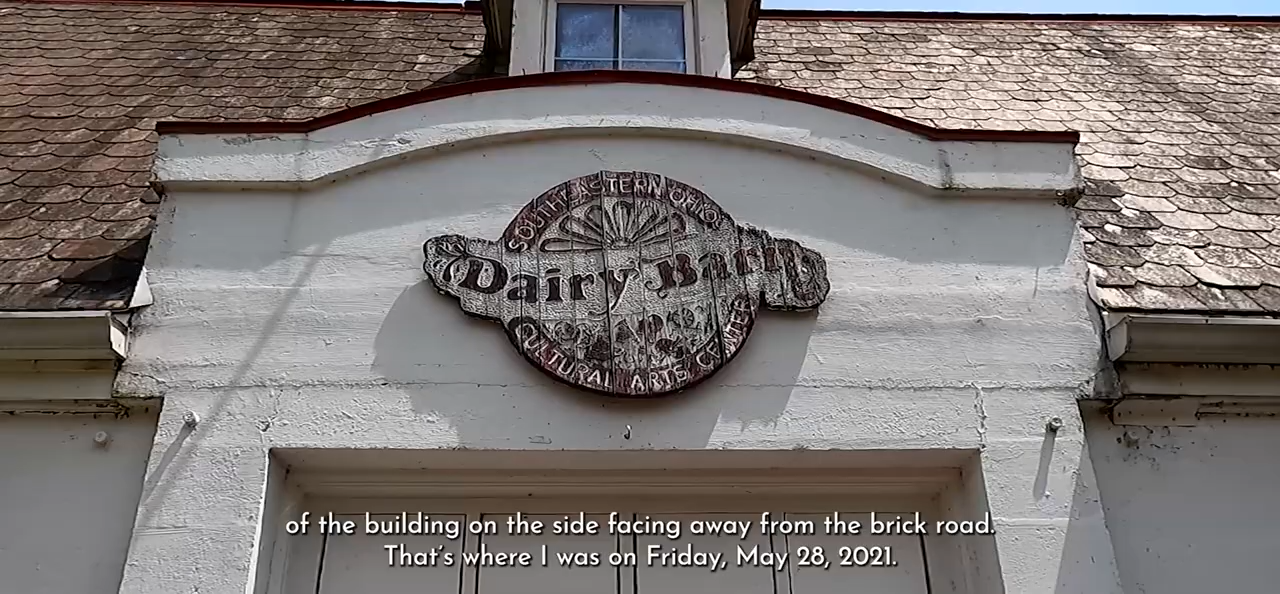 SOUTHEASTERN OHIO
Dairy Barn
CULTURAL ARTS CENTER
of the building on the side facing away from the brick road.
That's where I was on Friday, May 28, 2021.